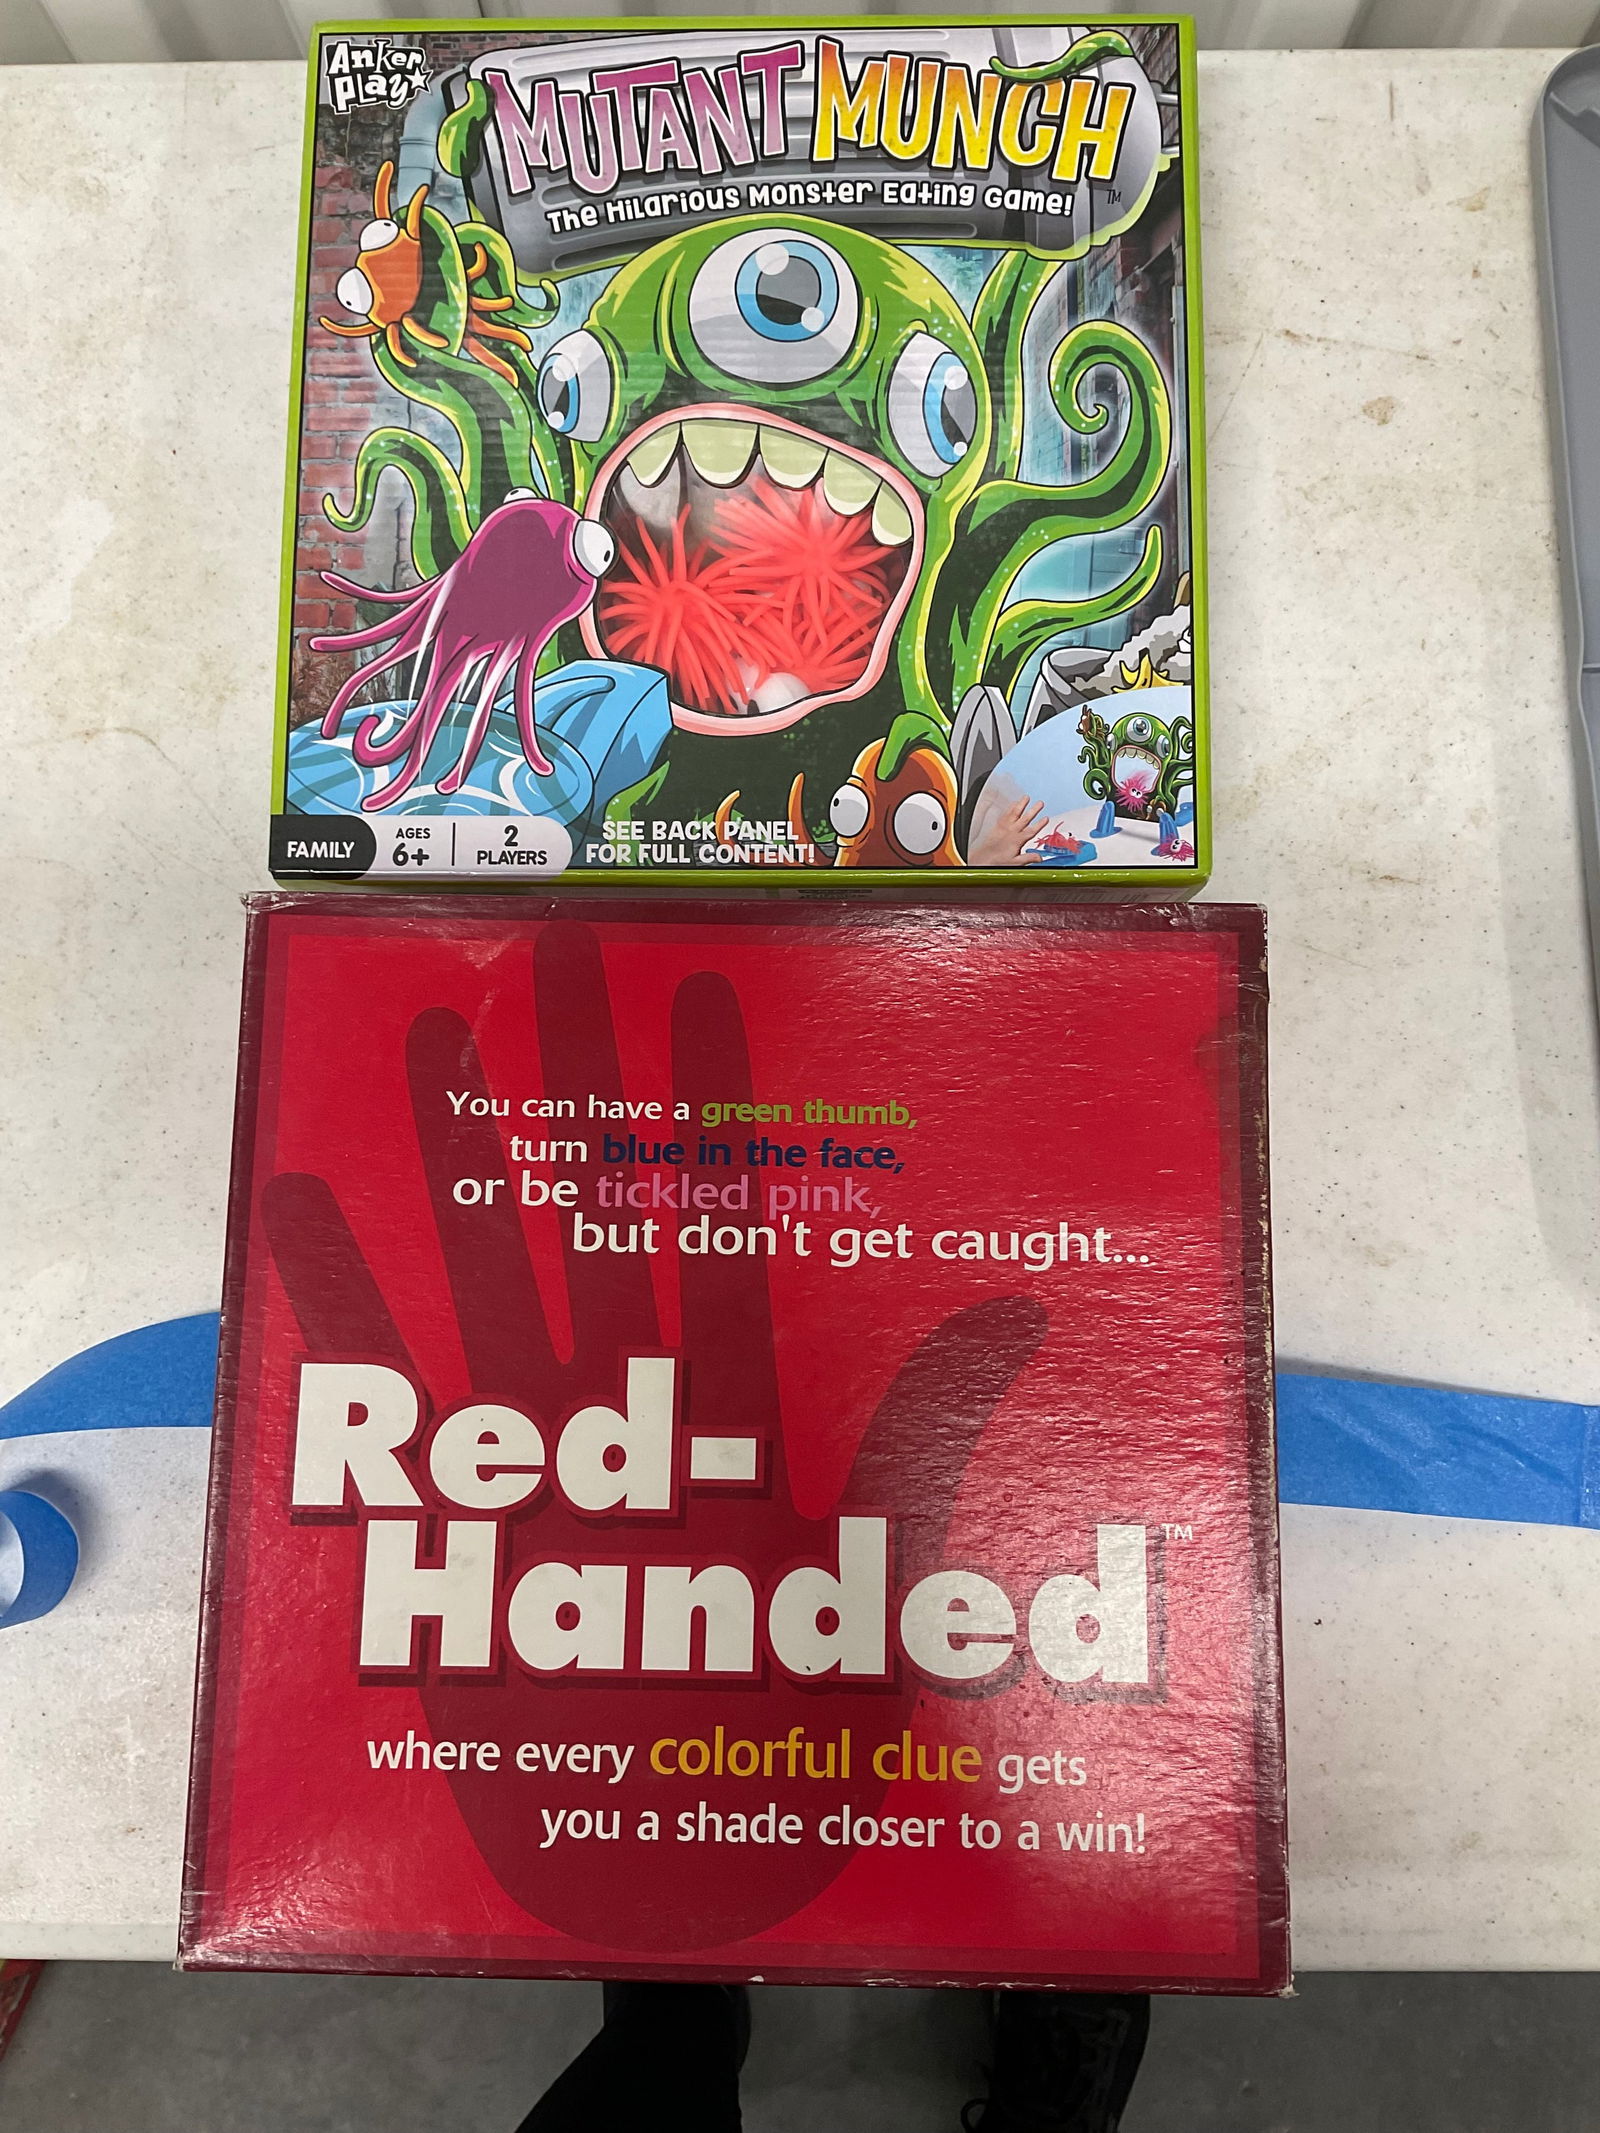 Anker
Play
MUTANT MUNCH
The Hilarious Monster Eating Game!
TM
FAMILY
AGES
6+
2
PLAYERS
SEE BACK PANEL
FOR FULL CONTENT!
You can have a green thumb,
turn blue in the face,
or be tickled pink,
but don't get caught...
Red-
Handed
TM
where every colorful clue gets
you a shade closer to a win!